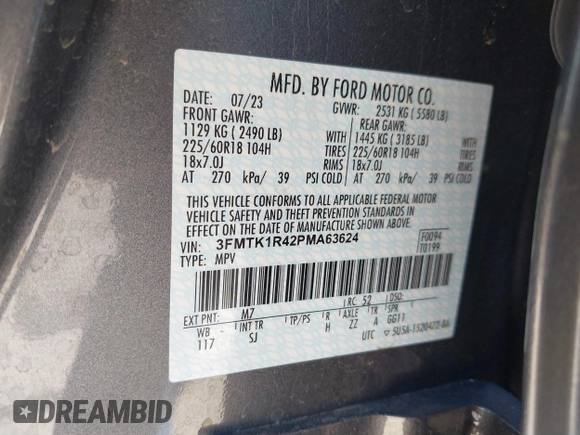 MFD. BY FORD MOTOR CO.
DATE: 07/23 GVWR: 2531 KG ( 5580 LB)
FRONT GAWR: REAR GAWR:
1129 KG ( 2490 LB) WITH 1445 KG ( 3185 LB) WITH
225/60R18 104H TIRES 225/60R18 104H TIRES
18x7.0J RIMS 18x7.0J RIMS
AT 270 kPa/ 39 PSI COLD AT 270 kPa/ 39 PSI COLD
THIS VEHICLE CONFORMS TO ALL APPLICABLE FEDERAL MOTOR
VEHICLE SAFETY AND THEFT PREVENTION STANDARDS IN
EFFECT ON THE DATE OF MANUFACTURE SHOWN ABOVE.
VIN: 3FMTK1R42PMA63624 F0094
TYPE: MPV T0199
EXT PNT: M7 RC: 52 DSO:
WB INT TR TP/PS R AXLE TR SPR
117 SJ H ZZ A GG11
UTC
DREAMBID